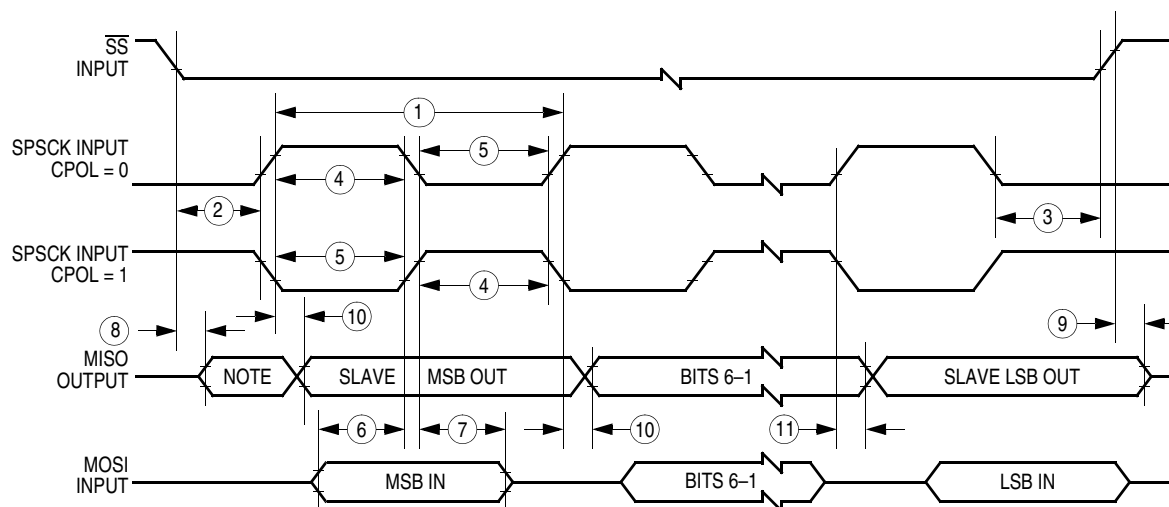 SS
INPUT
1
SPSCK INPUT
CPOL = 0
5
4
2
3
SPSCK INPUT
CPOL = 1
5
4
8
10
9
MISO
OUTPUT
NOTE
SLAVE MSB OUT
BITS 6–1
SLAVE LSB OUT
6
7
10
11
MOSI
INPUT
MSB IN
BITS 6–1
LSB IN